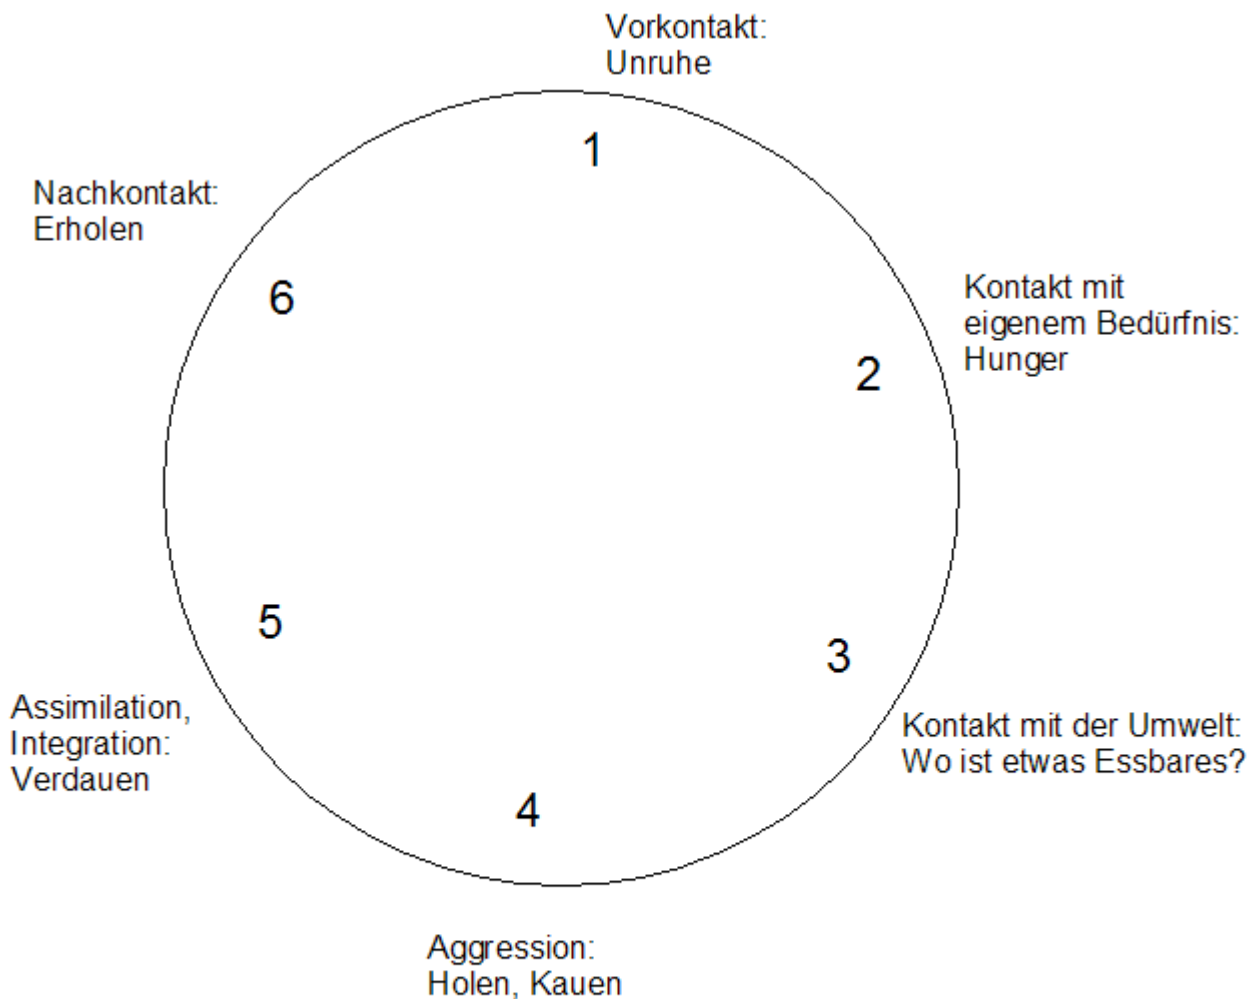 Vorkontakt:
Unruhe
1
Kontakt mit
eigenem Bedürfnis:
Hunger
2
Kontakt mit der Umwelt:
Wo ist etwas Essbares?
3
Aggression:
Holen, Kauen
4
Assimilation,
Integration:
Verdauen
5
Nachkontakt:
Erholen
6